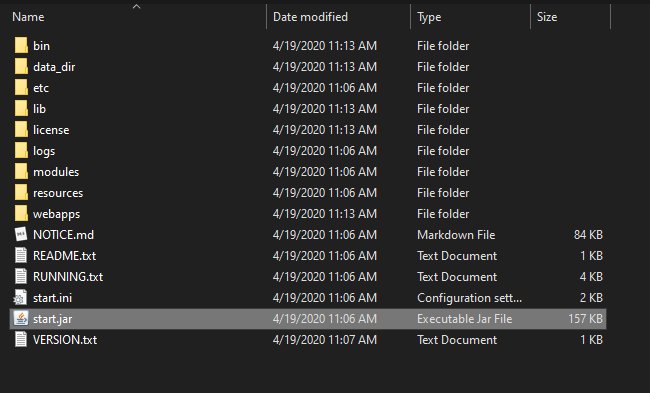 Name Date modified Type Size
bin 4/19/2020 11:13 AM File folder
data_dir 4/19/2020 11:13 AM File folder
etc 4/19/2020 11:06 AM File folder
lib 4/19/2020 11:13 AM File folder
license 4/19/2020 11:13 AM File folder
logs 4/19/2020 11:06 AM File folder
modules 4/19/2020 11:06 AM File folder
resources 4/19/2020 11:06 AM File folder
webapps 4/19/2020 11:13 AM File folder
NOTICE.md 4/19/2020 11:06 AM Markdown File 84 KB
README.txt 4/19/2020 11:06 AM Text Document 1 KB
RUNNING.txt 4/19/2020 11:06 AM Text Document 4 KB
start.ini 4/19/2020 11:06 AM Configuration sett... 2 KB
start.jar 4/19/2020 11:06 AM Executable Jar File 157 KB
VERSION.txt 4/19/2020 11:07 AM Text Document 1 KB